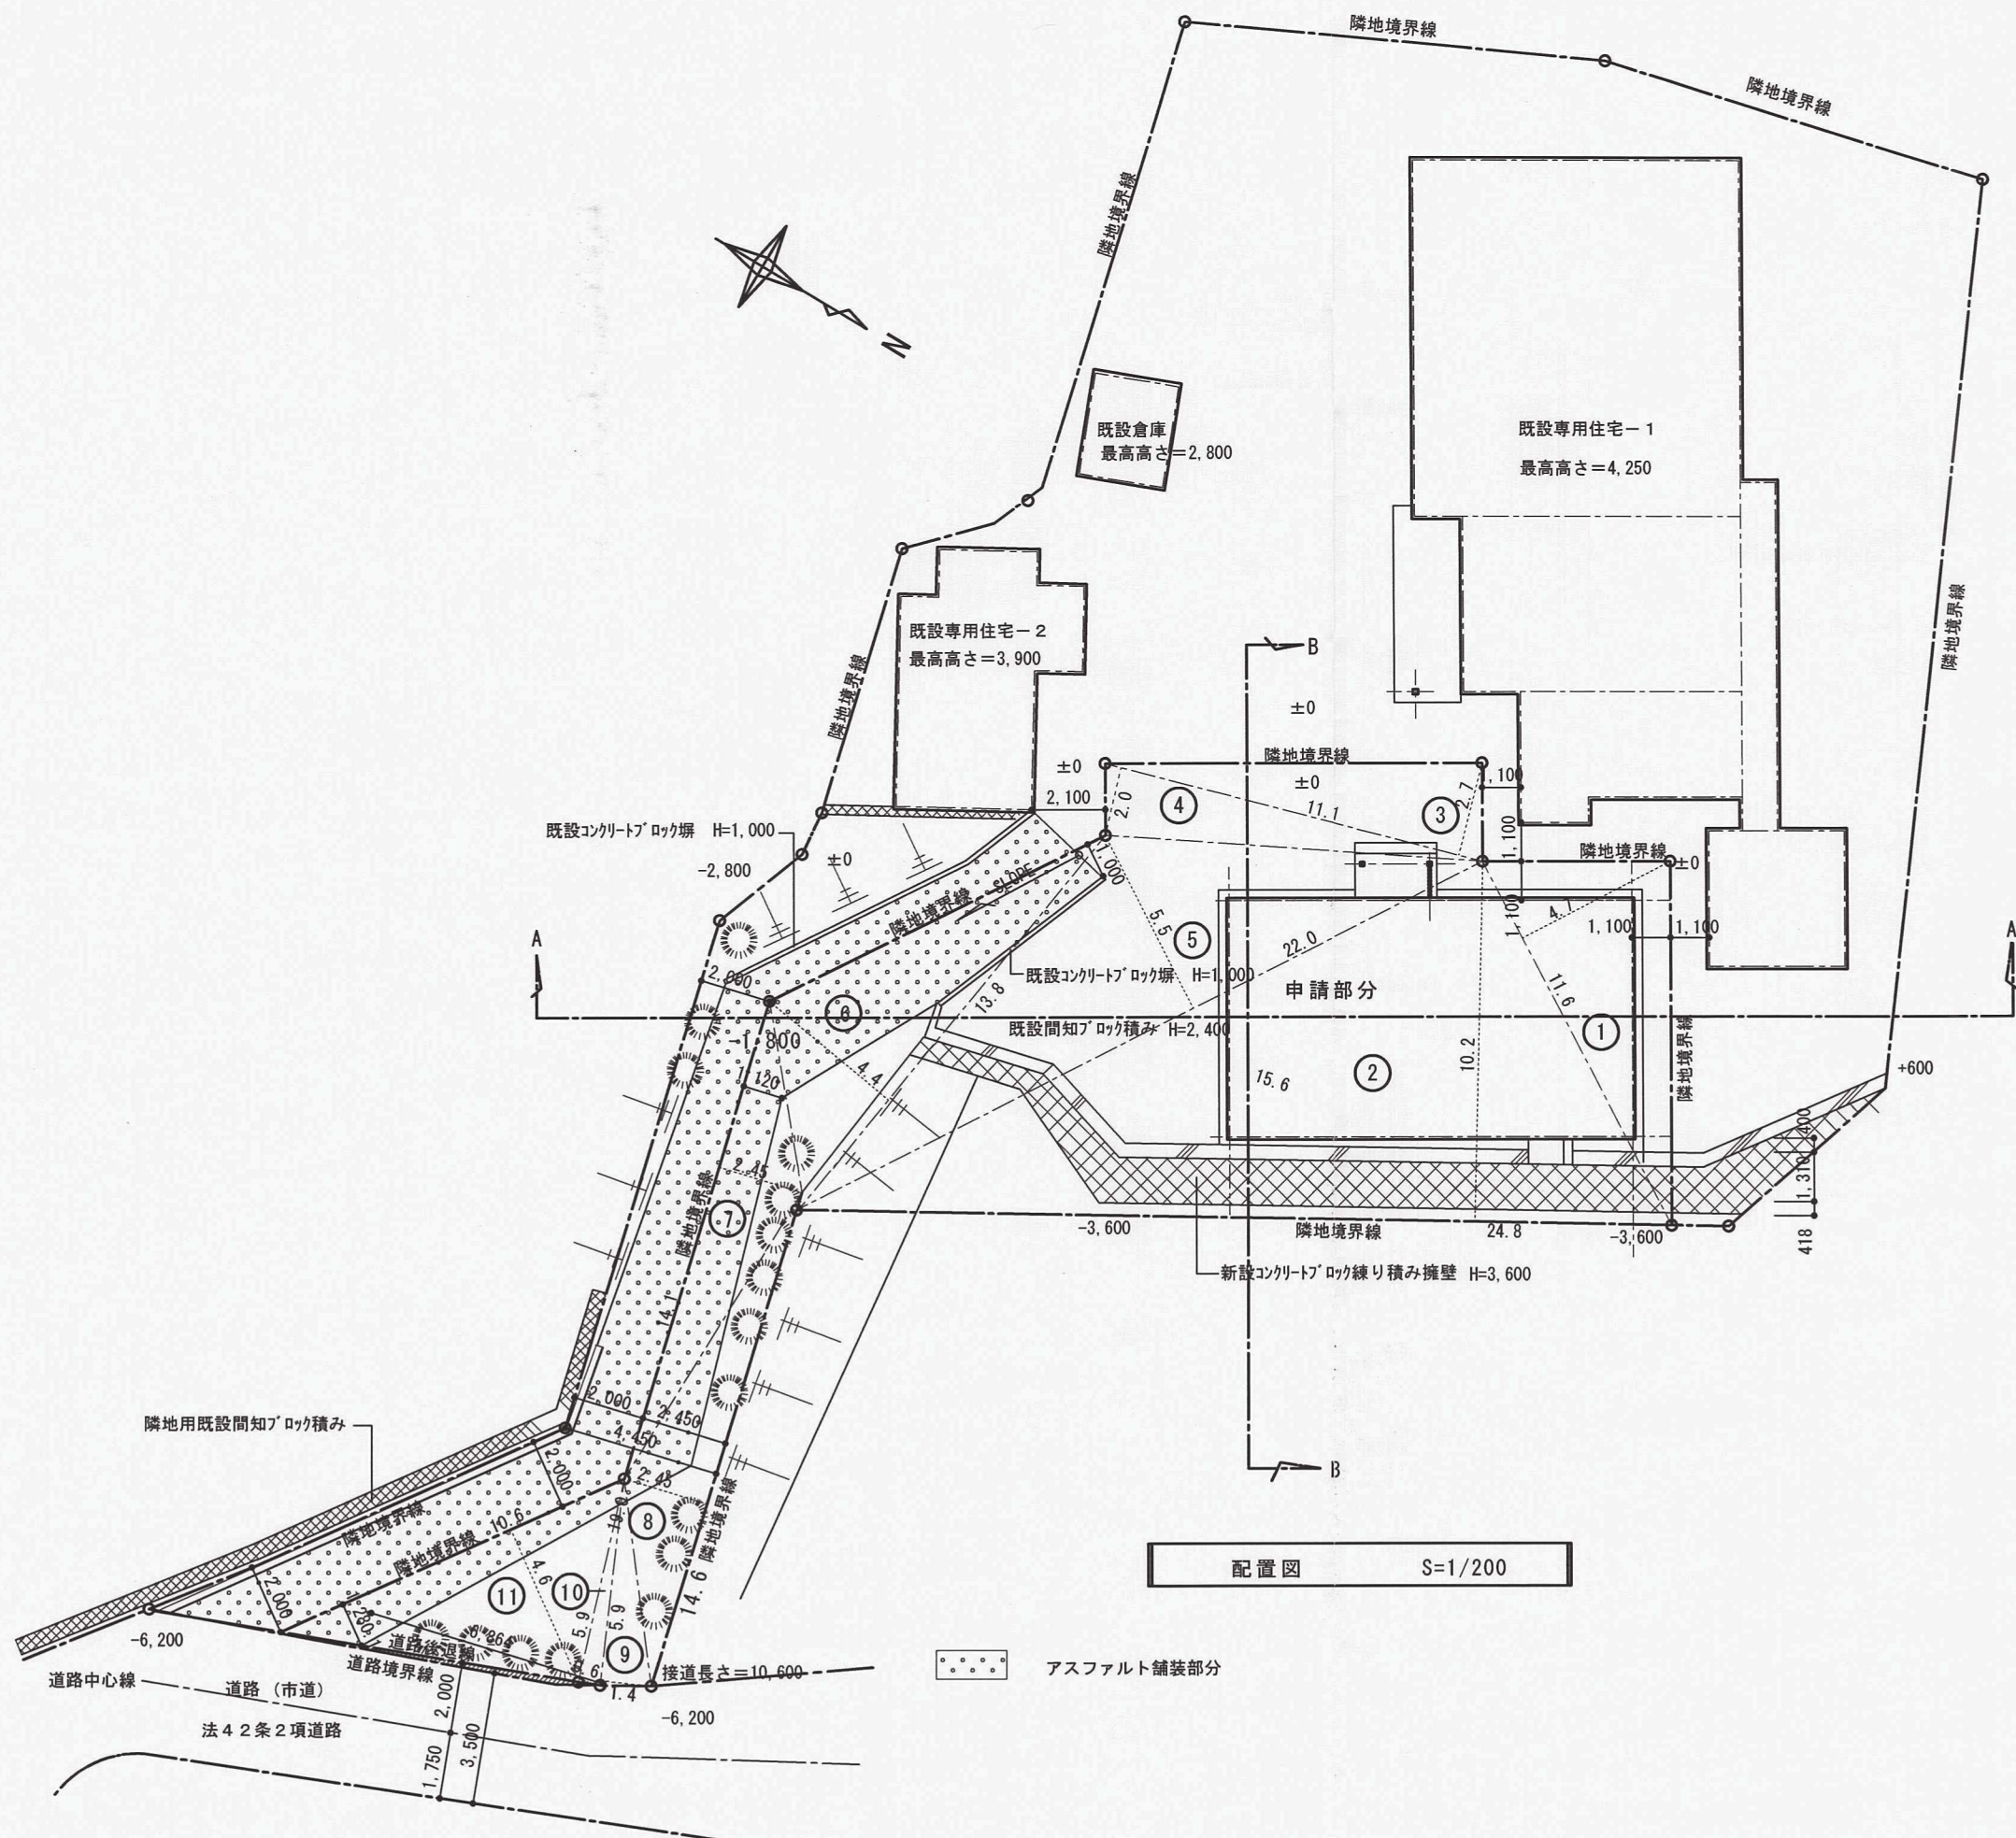 隣地境界線
隣地境界線
隣地境界線
N
既設倉庫
最高高さ＝2,800
既設専用住宅－1
最高高さ＝4,250
隣地境界線
既設専用住宅－2
最高高さ＝3,900
隣地境界線
B
±0
隣地境界線
±0
±0
2,100
2.0
④
11.1
③
2.7
1,100
1,100
隣地境界線
±0
既設コンクリートブロック塀 H=1,000
±0
-2,800
SLOPE
隣地境界線
1,000
5.5
⑤
22.0
1,100
4.7
1,100
1,100
A
A
2,000
既設コンクリートブロック塀 H=1,000
申請部分
11.6
⑥
13.8
既設間知ブロック積み H=2,400
-1,800
10.2
①
②
15.6
隣地境界線
+600
4.4
400
1,310
418
2.45
⑦
隣地境界線
14.1
-3,600
隣地境界線
24.8
-3,600
新設コンクリートブロック練り積み擁壁 H=3,600
2,000
2,450
4,450
隣地用既設間知ブロック積み
2,000
2.45
B
隣地境界線
隣地境界線
10.6
⑧
隣地境界線
14.6
4.6
⑩
⑪
5.9
5.9
2,000
⑨
配置図 S=1/200
-6,200
道路後退線
道路境界線
1.4
接道長さ＝10,600
-6,200
アスファルト舗装部分
道路中心線
道路（市道）
法４２条２項道路
2,000
3,500
1,750